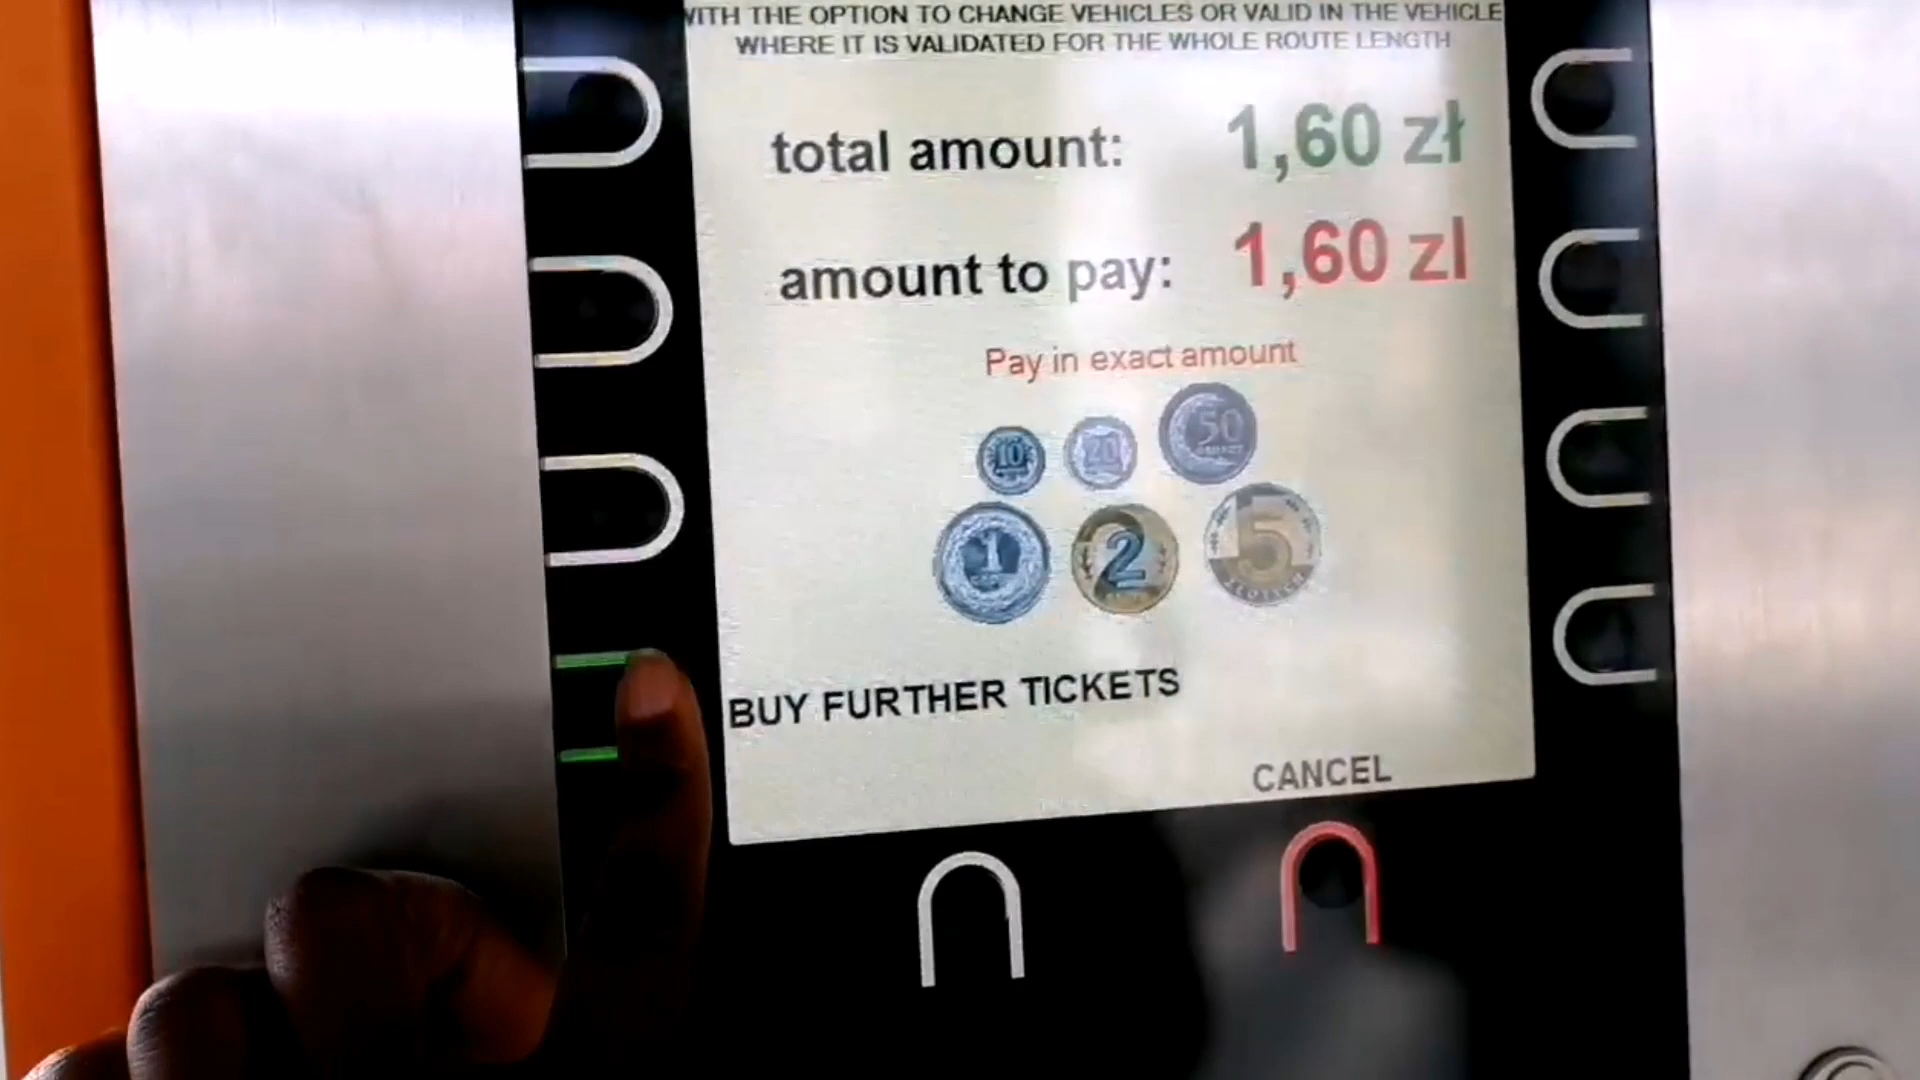 WITH THE OPTION TO CHANGE VEHICLES OR VALID IN THE VEHICLE
WHERE IT IS VALIDATED FOR THE WHOLE ROUTE LENGTH
total amount: 1,60 zł
amount to pay: 1,60 zl
Pay in exact amount
10 20 50
1 2 5
BUY FURTHER TICKETS
CANCEL